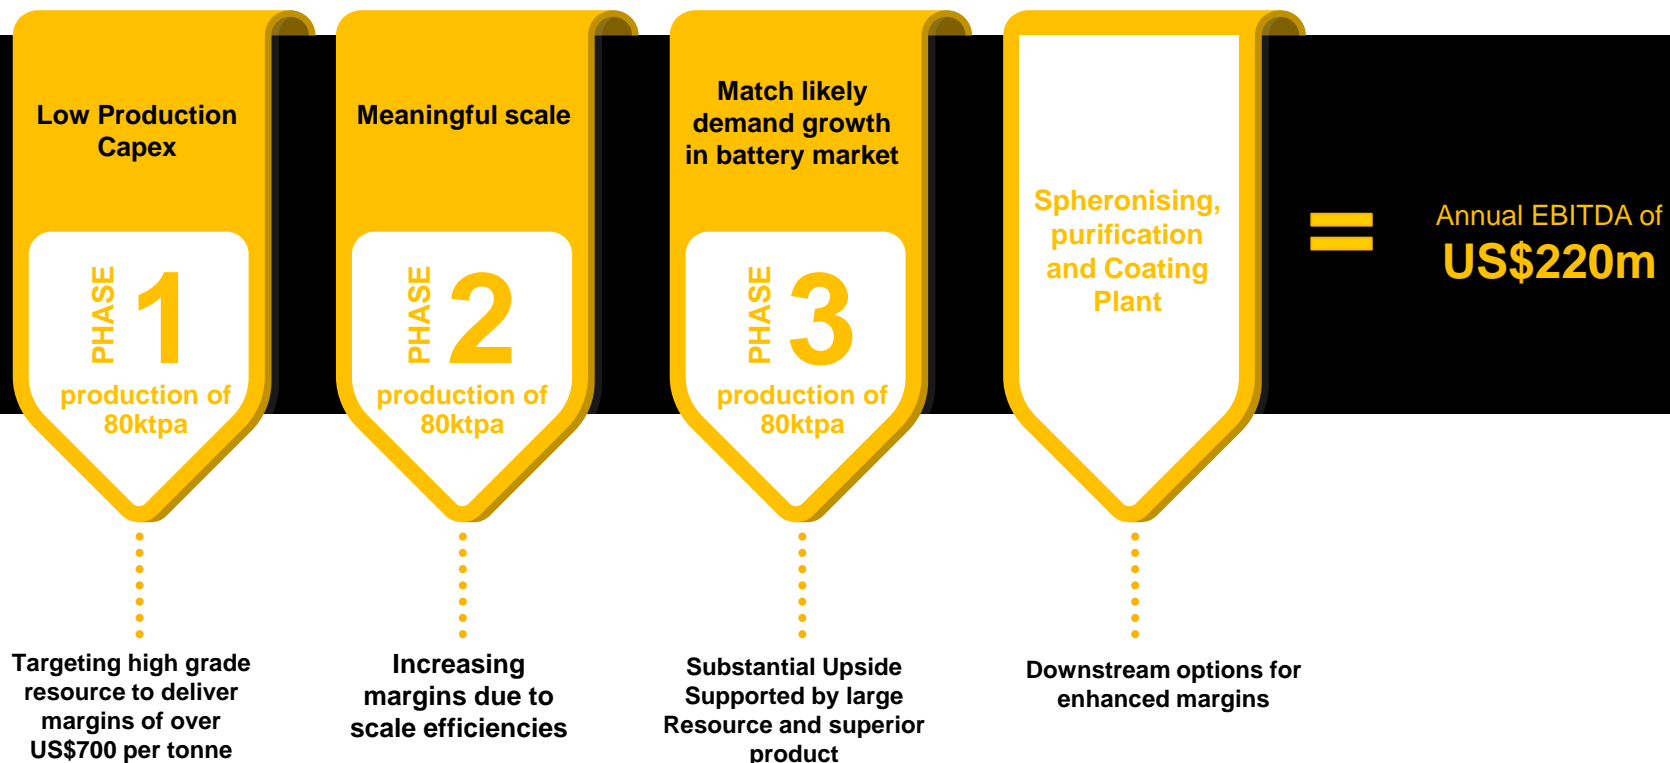 Low Production
Capex
PHASE 1
production of
80ktpa
Targeting high grade
resource to deliver
margins of over
US$700 per tonne
Meaningful scale
PHASE 2
production of
80ktpa
Increasing
margins due to
scale efficiencies
Match likely
demand growth
in battery market
PHASE 3
production of
80ktpa
Substantial Upside
Supported by large
Resource and superior
product
Spheronising,
purification
and Coating
Plant
Downstream options for
enhanced margins
=
Annual EBITDA of
US$220m